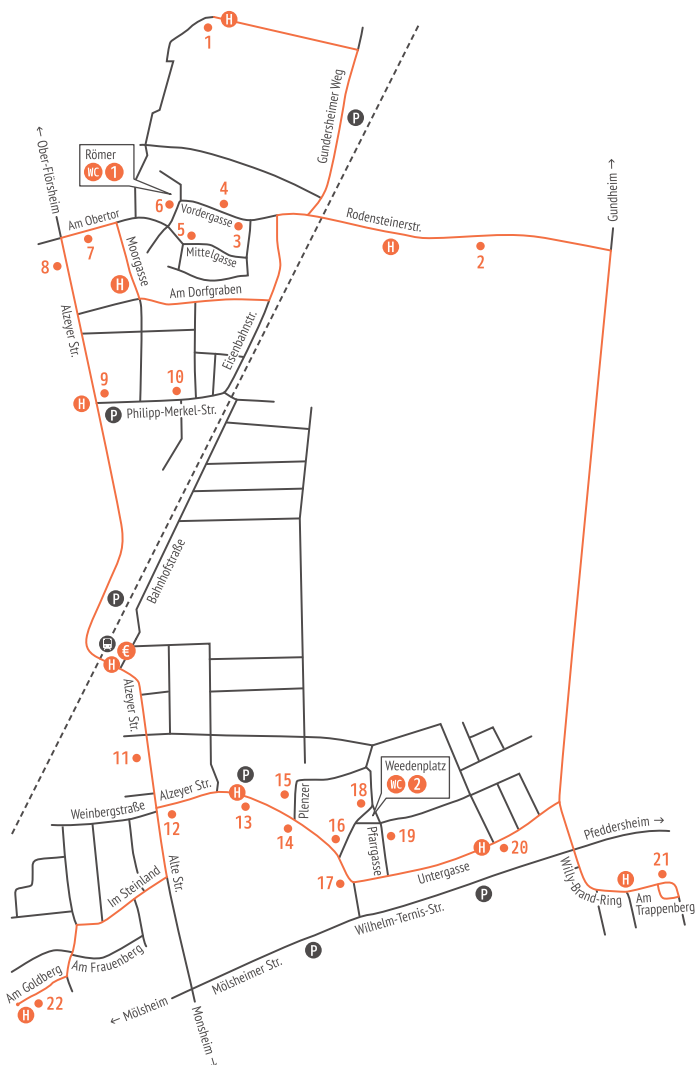 H
1
Gundersheimer Weg
P
← Ober-Flörsheim
Römer
WC 1
4
6
Vordergasse
3
5
Mittelgasse
Am Obertor
7
8
Moorgasse
H
Am Dorfgraben
Rodensteinerstr.
H
2
Gundheim →
Alzeyer Str.
Eisenbahnstr.
9
10
H
P
Philipp-Merkel-Str.
Bahnhofstraße
P
€
H
Alzeyer Str.
11
Alzeyer Str.
P
H
13
15
Plenzer
14
18
Weedenplatz
WC 2
16
Pfarrgasse
19
Weinbergstraße
12
17
Untergasse
H
20
Pfeddersheim →
Alte Str.
Im Steinland
Willy-Brand-Ring
H
21
Am
Trappenberg
P
Wilhelm-Ternis-Str.
P
Mölsheimer Str.
Am Frauenberg
Am Goldberg
22
H
← Mölsheim
Monsheim →